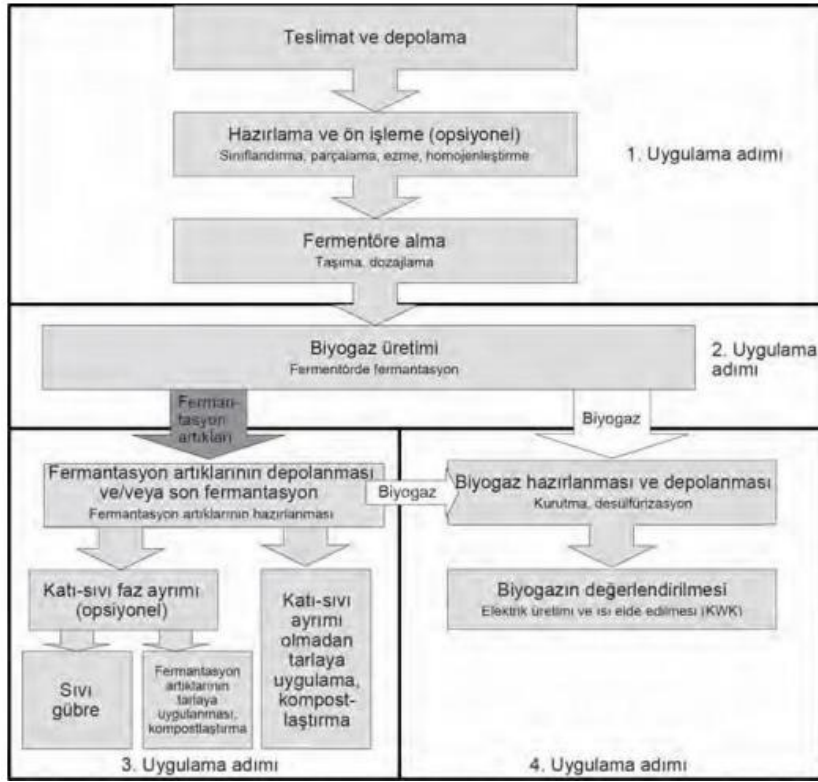 Teslimat ve depolama
Hazırlama ve ön işleme (opsiyonel)
Sınıflandırma, parçalama, ezme, homojenleştirme
1. Uygulama adımı
Fermentöre alma
Taşıma, dozajlama
Biyogaz üretimi
Fermentörde fermantasyon
2. Uygulama
adımı
Ferman-
tasyon
artıkları
Biyogaz
Fermantasyon artıklarının depolanması
ve/veya son fermantasyon
Fermantasyon artıklarının hazırlanması
Biyogaz
Biyogaz hazırlanması ve depolanması
Kurutma, desülfürizasyon
Katı-sıvı faz ayrımı
(opsiyonel)
Katı-sıvı
ayrımı
olmadan
tarlaya
uygulama,
kompost-
laştırma
Biyogazın değerlendirilmesi
Elektrik üretimi ve ısı elde edilmesi (KWK)
Sıvı
gübre
Fermantasyon
artıklarının
tarlaya
uygulanması,
kompostlaştırma
3. Uygulama adımı
4. Uygulama adımı